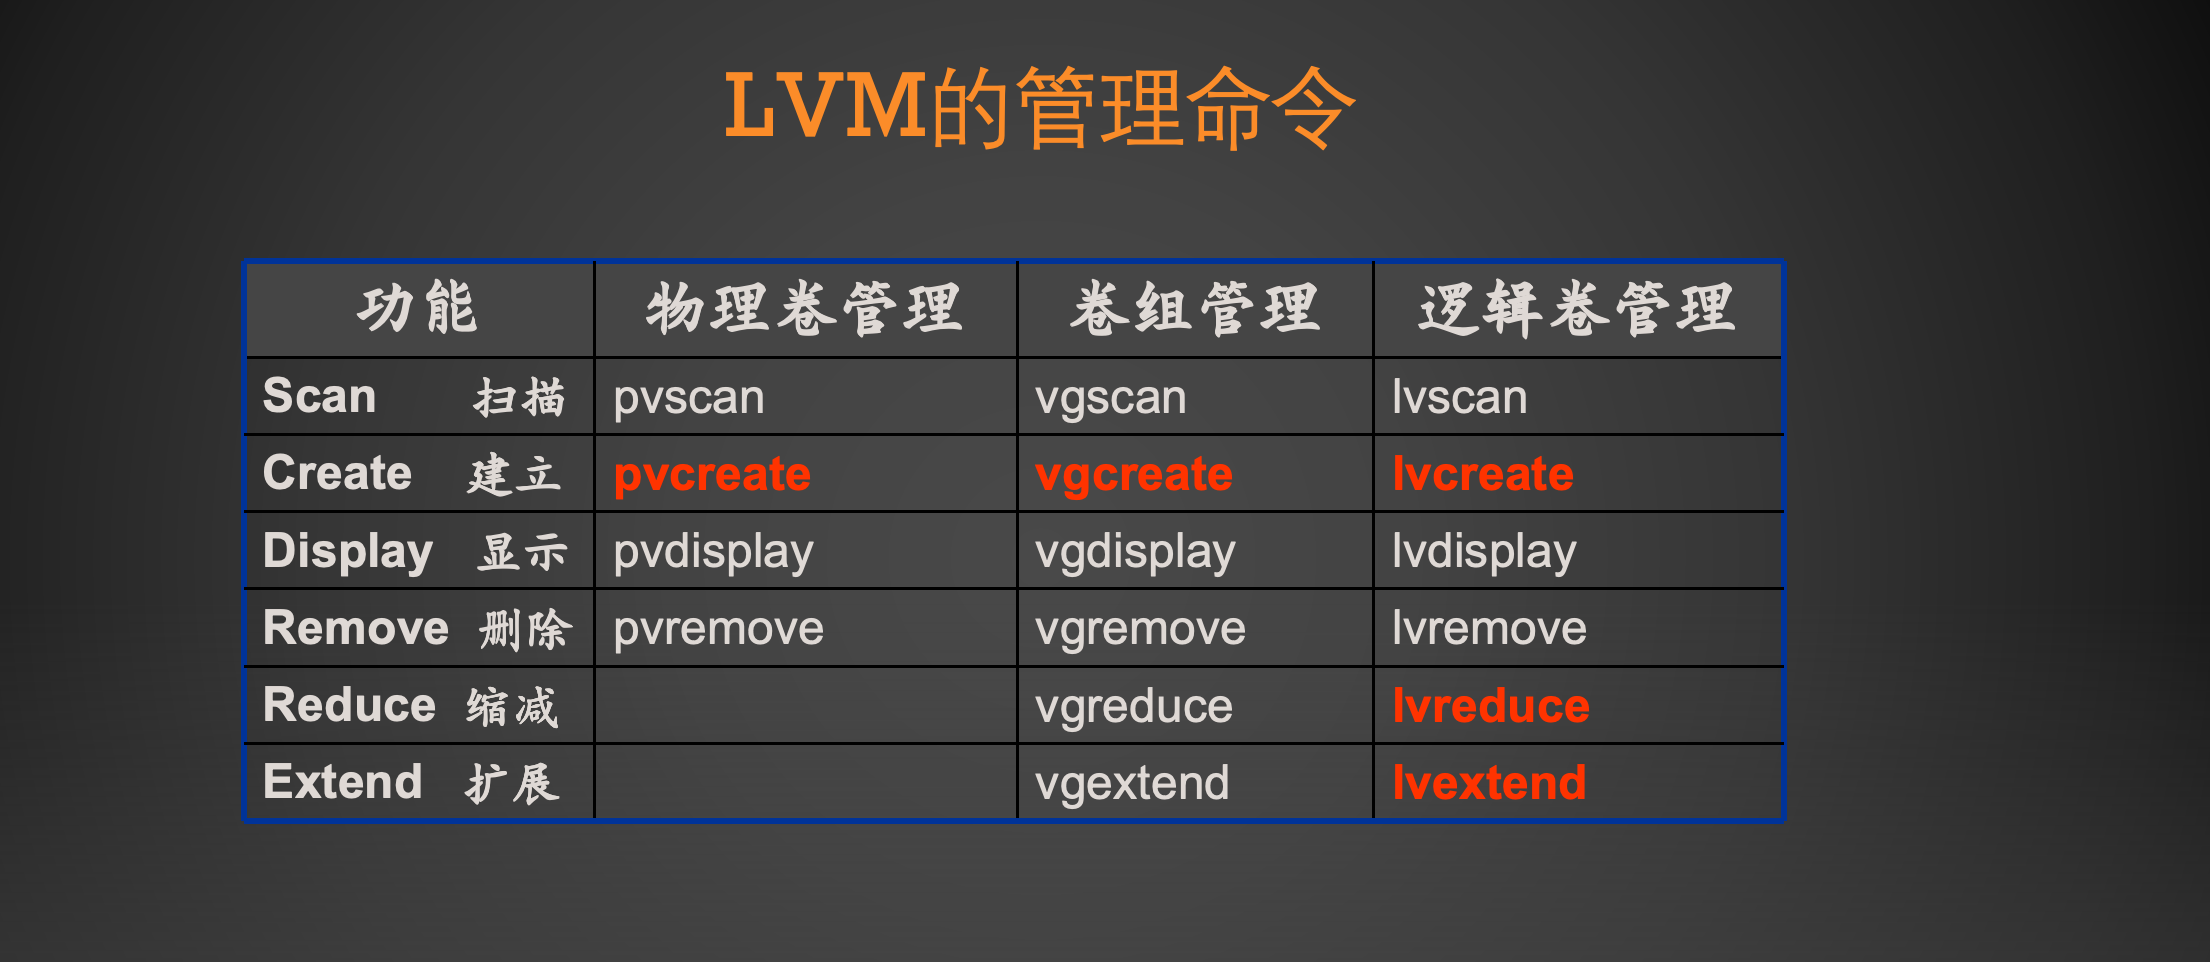 LVM的管理命令
功能 物理卷管理 卷组管理 逻辑卷管理
Scan 扫描 pvscan vgscan lvscan
Create 建立 pvcreate vgcreate lvcreate
Display 显示 pvdisplay vgdisplay lvdisplay
Remove 删除 pvremove vgremove lvremove
Reduce 缩减 vgreduce lvreduce
Extend 扩展 vgextend lvextend